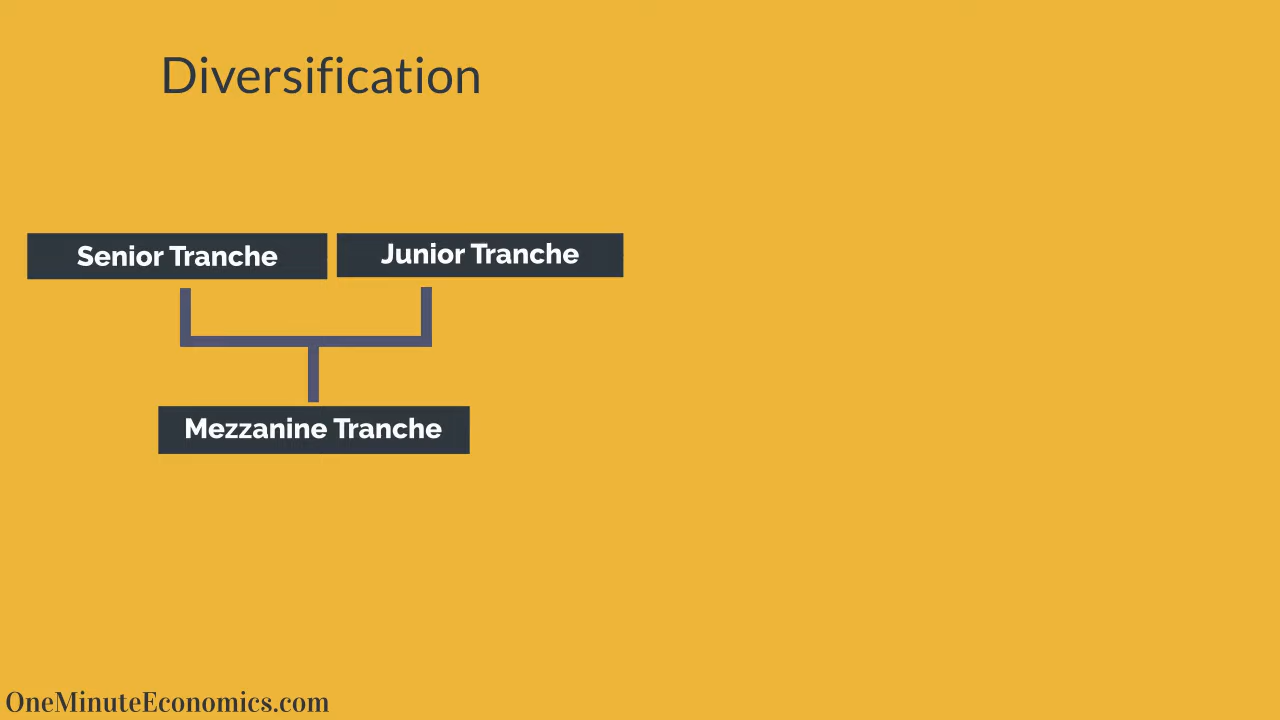 Diversification
Senior Tranche
Junior Tranche
Mezzanine Tranche
OneMinuteEconomics.com